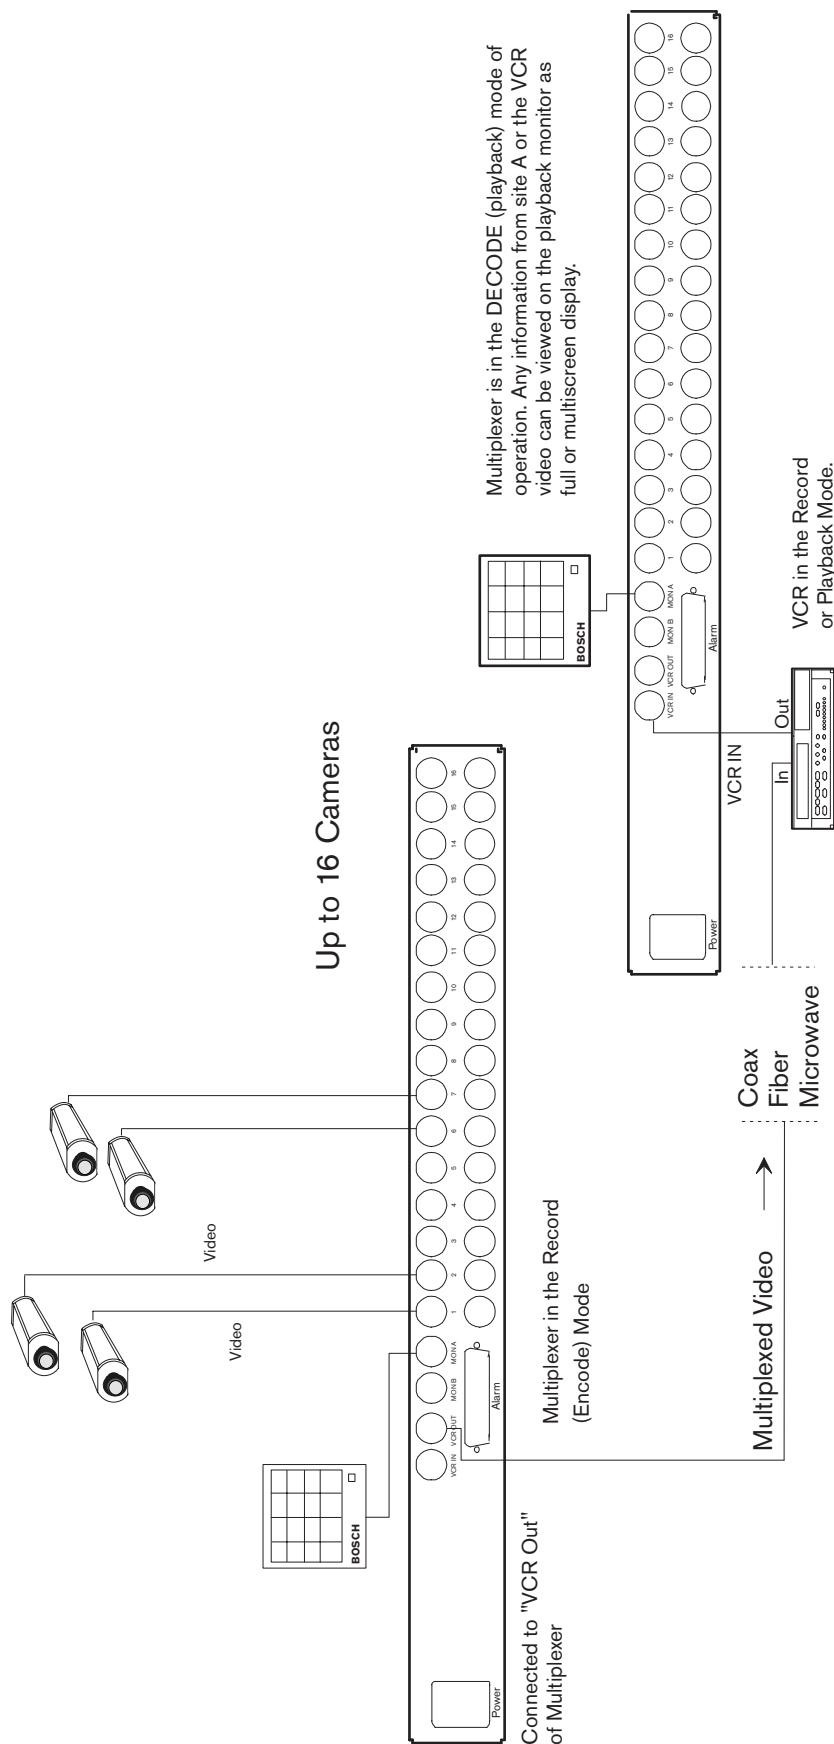 Up to 16 Cameras
Video
Video
BOSCH
Power
VCR IN
VCR OUT
MON B
MON A
1
2
3
4
5
6
7
8
9
10
11
12
13
14
15
16
Alarm
Connected to "VCR Out"
of Multiplexer
Multiplexer in the Record
(Encode) Mode
Multiplexed Video
Coax
Fiber
Microwave
Multiplexer is in the DECODE (playback) mode of
operation. Any information from site A or the VCR
video can be viewed on the playback monitor as
full or multiscreen display.
BOSCH
Power
VCR IN
VCR OUT
MON B
MON A
1
2
3
4
5
6
7
8
9
10
11
12
13
14
15
16
Alarm
VCR IN
In
Out
VCR in the Record
or Playback Mode.